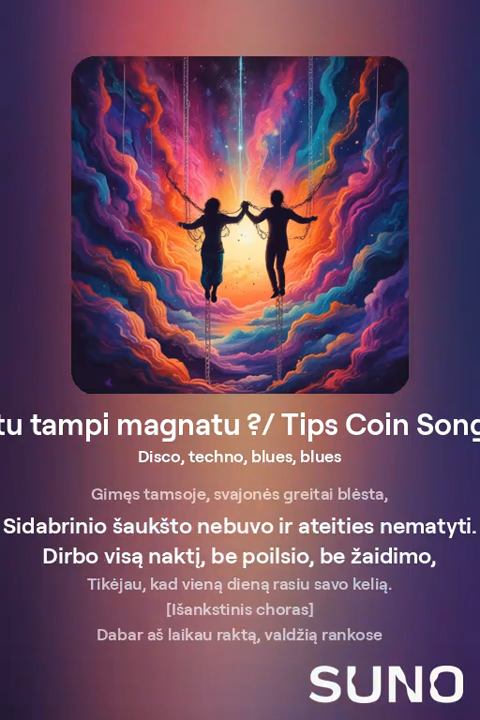 tu tampi magnatu ?/ Tips Coin Song
Disco, techno, blues, blues
Gimęs tamsoje, svajonės greitai blėsta,
Sidabrinio šaukšto nebuvo ir ateities nematyti.
Dirbo visą naktį, be poilsio, be žaidimo,
Tikėjau, kad vieną dieną rasiu savo kelią.
[Išankstinis choras]
Dabar aš laikau raktą, valdžią rankose
SUNO